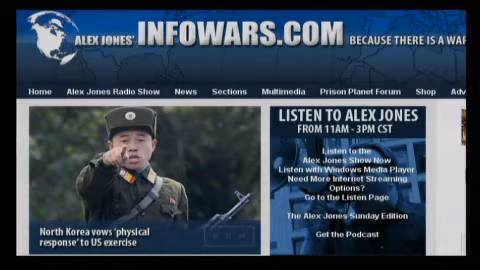 ALEX JONES' INFOWARS.COM BECAUSE THERE IS A WAR
Home Alex Jones Radio Show News Sections Multimedia Prison Planet Forum Shop Adv
North Korea vows 'physical
response' to US exercise
LISTEN TO ALEX JONES
FROM 11AM - 3PM CST
Listen to the
Alex Jones Show Now
Listen with Windows Media Player
Need More Internet Streaming
Options?
Go to the Listen Page
The Alex Jones Sunday Edition
Get the Podcast